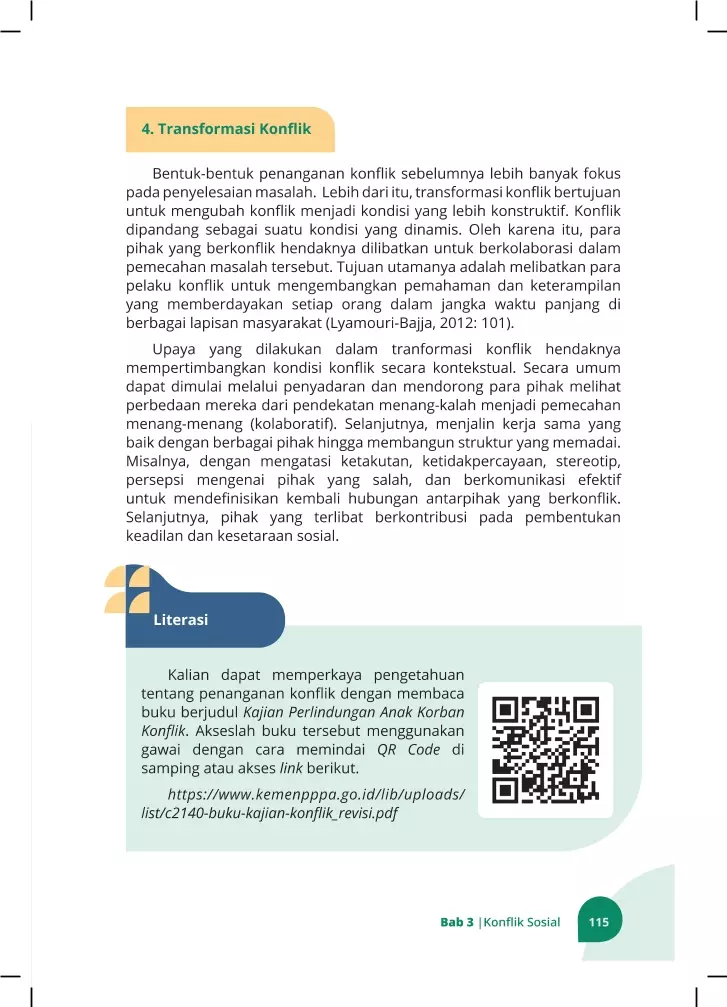 4. Transformasi Konflik
Bentuk-bentuk penanganan konflik sebelumnya lebih banyak fokus
pada penyelesaian masalah. Lebih dari itu, transformasi konflik bertujuan
untuk mengubah konflik menjadi kondisi yang lebih konstruktif. Konflik
dipandang sebagai suatu kondisi yang dinamis. Oleh karena itu, para
pihak yang berkonflik hendaknya dilibatkan untuk berkolaborasi dalam
pemecahan masalah tersebut. Tujuan utamanya adalah melibatkan para
pelaku konflik untuk mengembangkan pemahaman dan keterampilan
yang memberdayakan setiap orang dalam jangka waktu panjang di
berbagai lapisan masyarakat (Lyamouri-Bajja, 2012: 101).
Upaya yang dilakukan dalam tranformasi konflik hendaknya
mempertimbangkan kondisi konflik secara kontekstual. Secara umum
dapat dimulai melalui penyadaran dan mendorong para pihak melihat
perbedaan mereka dari pendekatan menang-kalah menjadi pemecahan
menang-menang (kolaboratif). Selanjutnya, menjalin kerja sama yang
baik dengan berbagai pihak hingga membangun struktur yang memadai.
Misalnya, dengan mengatasi ketakutan, ketidakpercayaan, stereotip,
persepsi mengenai pihak yang salah, dan berkomunikasi efektif
untuk mendefinisikan kembali hubungan antarpihak yang berkonflik.
Selanjutnya, pihak yang terlibat berkontribusi pada pembentukan
keadilan dan kesetaraan sosial.
Literasi
Kalian dapat memperkaya pengetahuan
tentang penanganan konflik dengan membaca
buku berjudul Kajian Perlindungan Anak Korban
Konflik. Akseslah buku tersebut menggunakan
gawai dengan cara memindai QR Code di
samping atau akses link berikut.
https://www.kemenpppa.go.id/lib/uploads/
list/c2140-buku-kajian-konflik_revisi.pdf
Bab 3 |Konflik Sosial 115